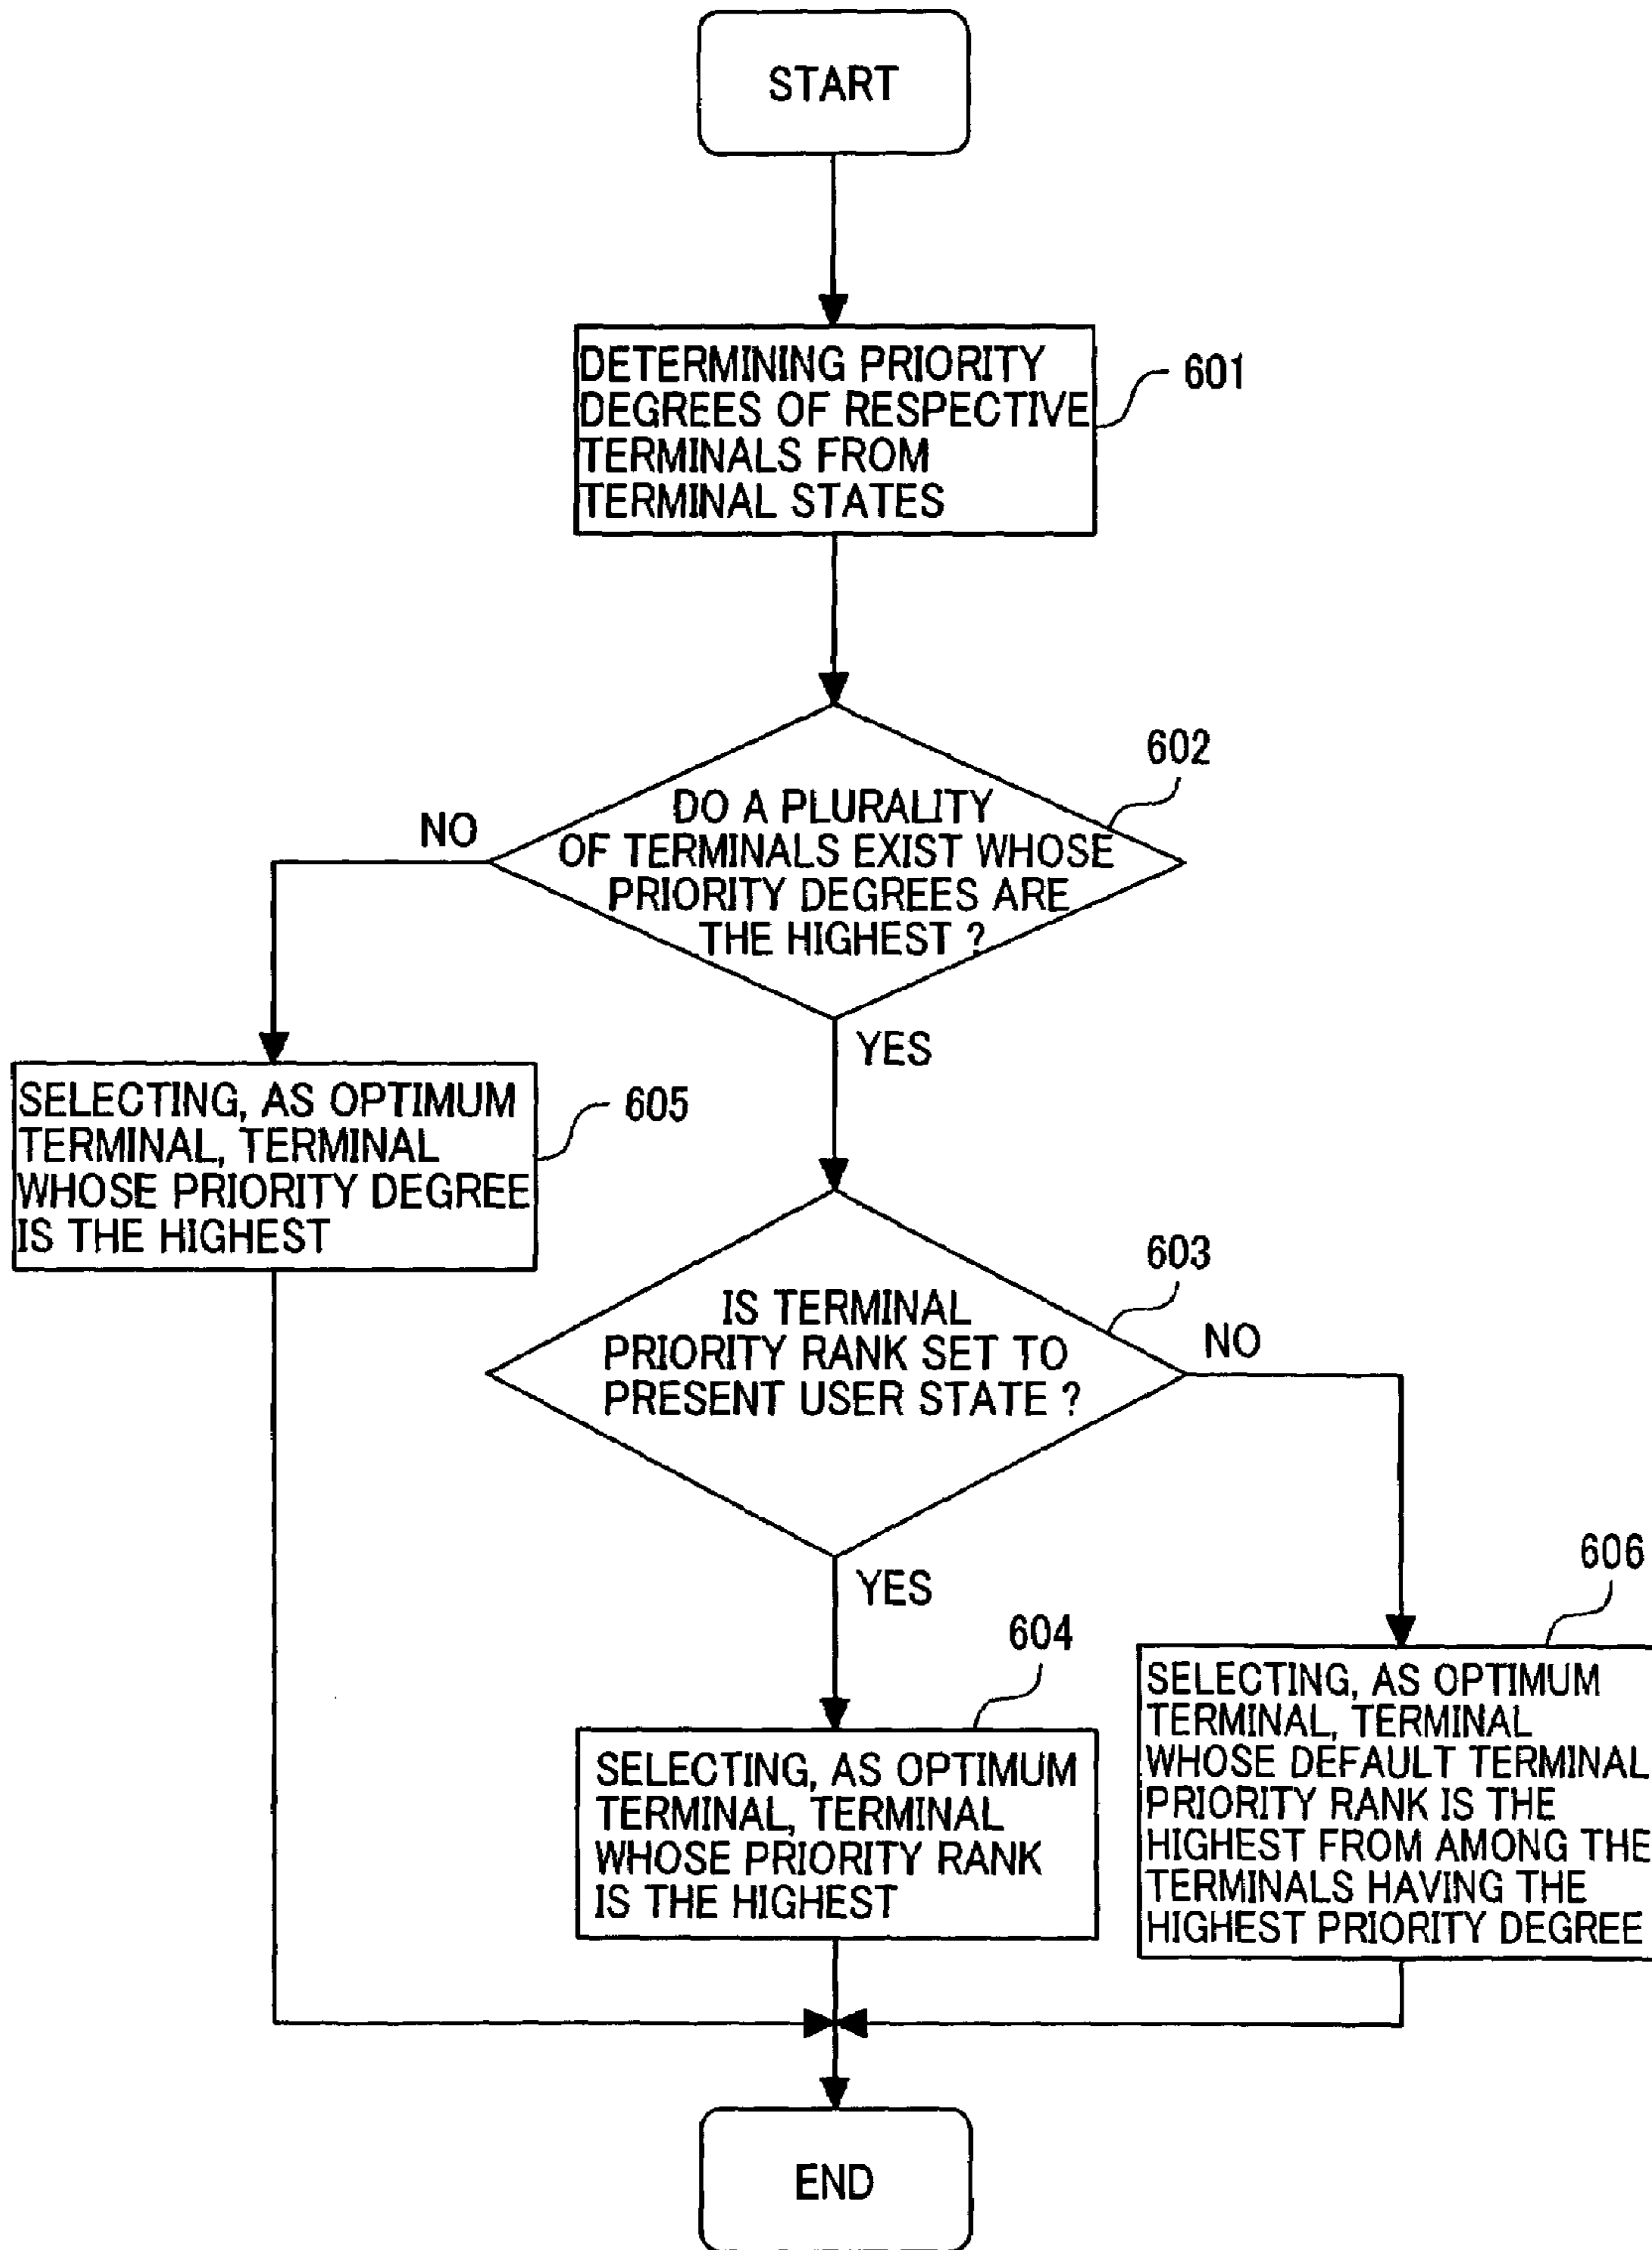 START
DETERMINING PRIORITY
DEGREES OF RESPECTIVE
TERMINALS FROM
TERMINAL STATES
601
602
DO A PLURALITY
OF TERMINALS EXIST WHOSE
PRIORITY DEGREES ARE
THE HIGHEST ?
NO
YES
SELECTING, AS OPTIMUM
TERMINAL, TERMINAL
WHOSE PRIORITY DEGREE
IS THE HIGHEST
605
603
IS TERMINAL
PRIORITY RANK SET TO
PRESENT USER STATE ?
NO
YES
604
SELECTING, AS OPTIMUM
TERMINAL, TERMINAL
WHOSE PRIORITY RANK
IS THE HIGHEST
606
SELECTING, AS OPTIMUM
TERMINAL, TERMINAL
WHOSE DEFAULT TERMINAL
PRIORITY RANK IS THE
HIGHEST FROM AMONG THE
TERMINALS HAVING THE
HIGHEST PRIORITY DEGREE
END